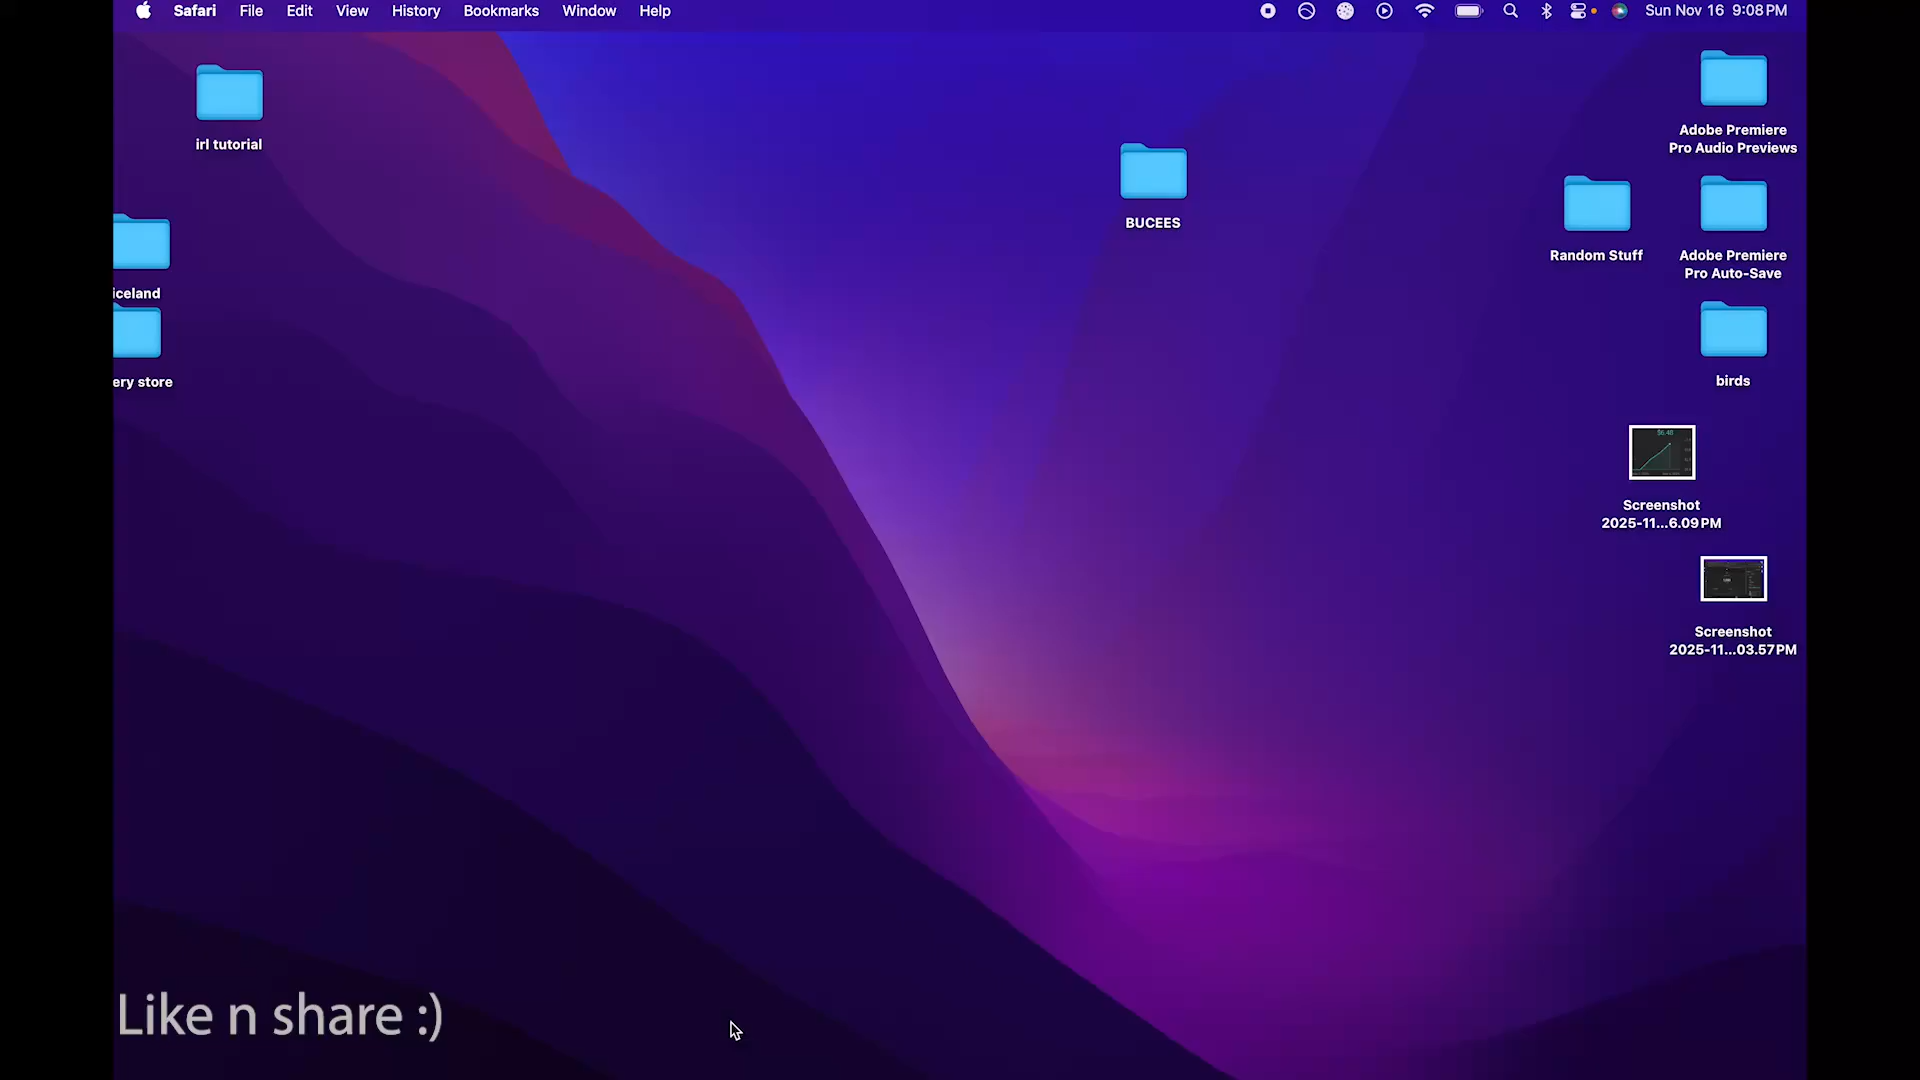 Safari File Edit View History Bookmarks Window Help
Sun Nov 16 9:08 PM
irl tutorial
iceland
ery store
BUCEES
Adobe Premiere
Pro Audio Previews
Random Stuff
Adobe Premiere
Pro Auto-Save
birds
$6.48
Screenshot
2025-11...6.09 PM
Screenshot
2025-11...03.57 PM
Like n share :)